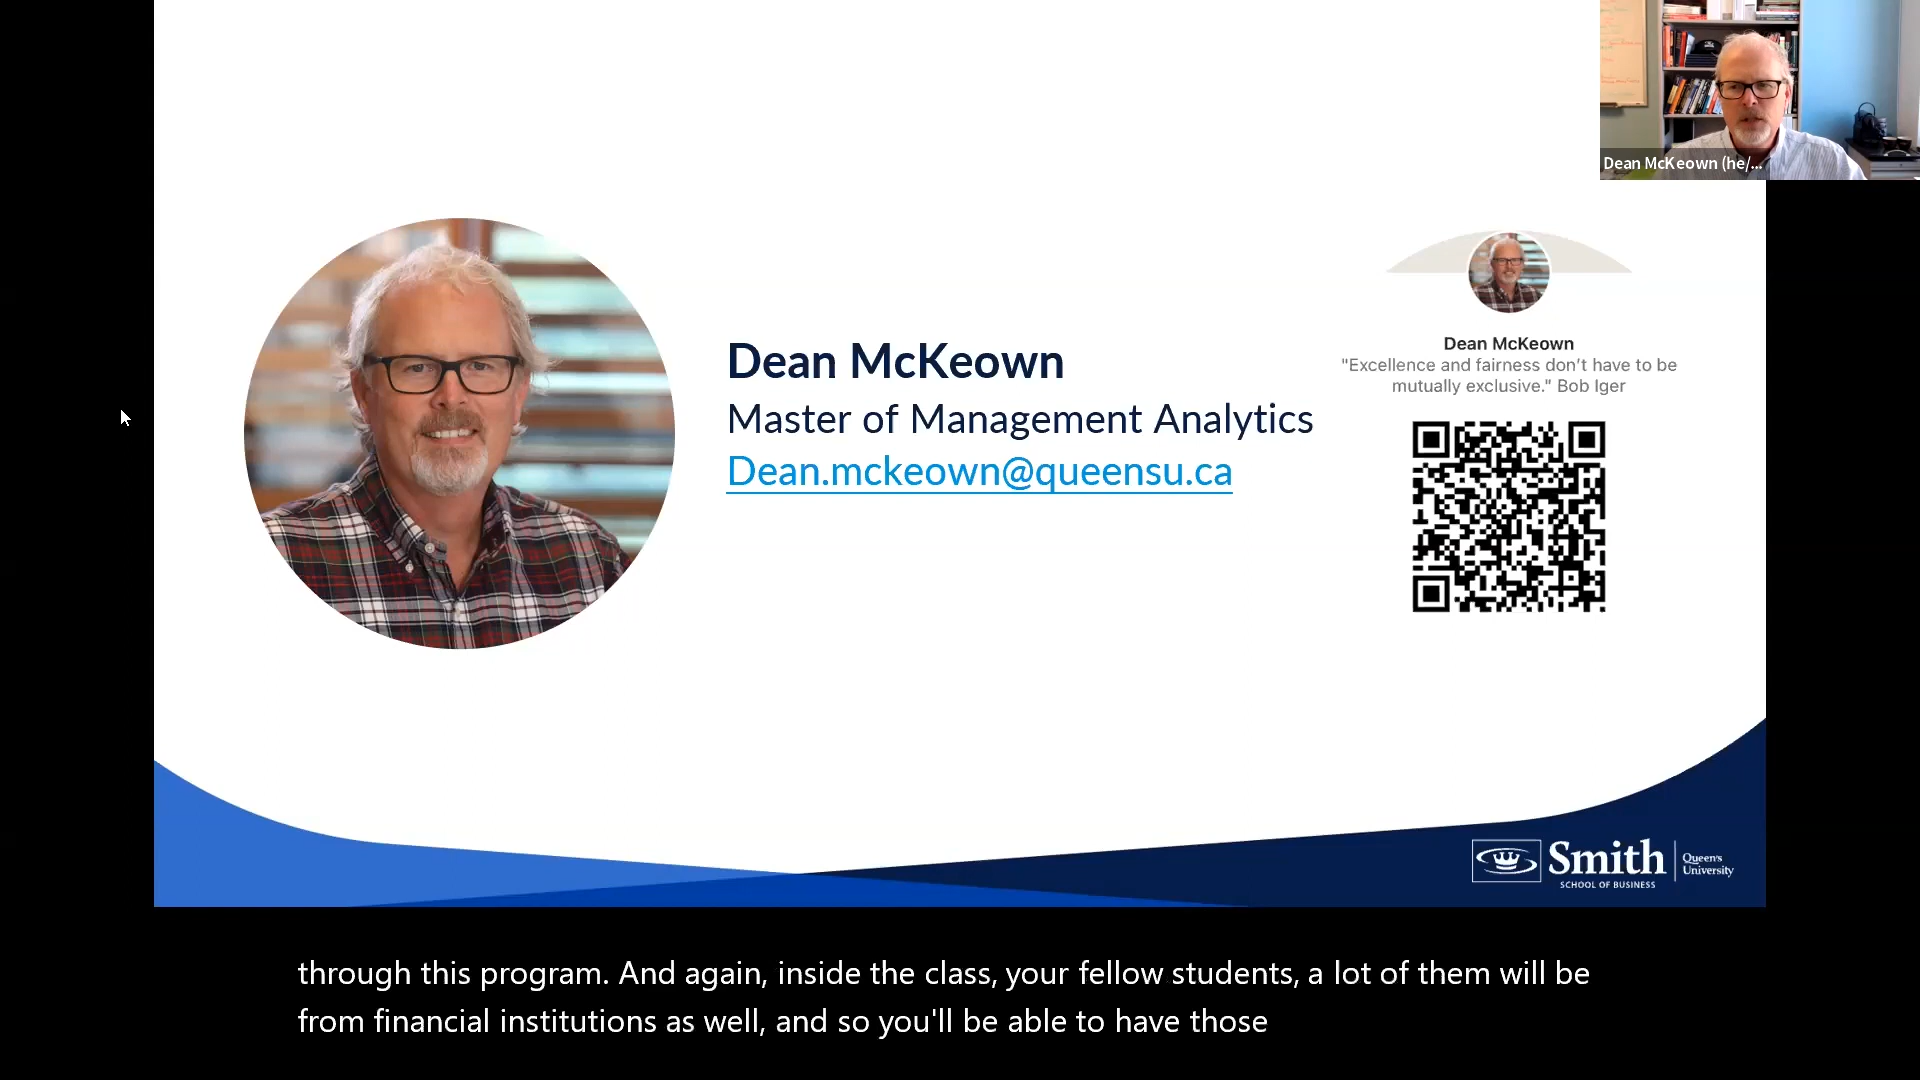 Dean McKeown (he/...
Dean McKeown
Master of Management Analytics
Dean.mckeown@queensu.ca
Dean McKeown
"Excellence and fairness don’t have to be
mutually exclusive." Bob Iger
Smith
SCHOOL OF BUSINESS
Queen's
University
through this program. And again, inside the class, your fellow students, a lot of them will be
from financial institutions as well, and so you'll be able to have those